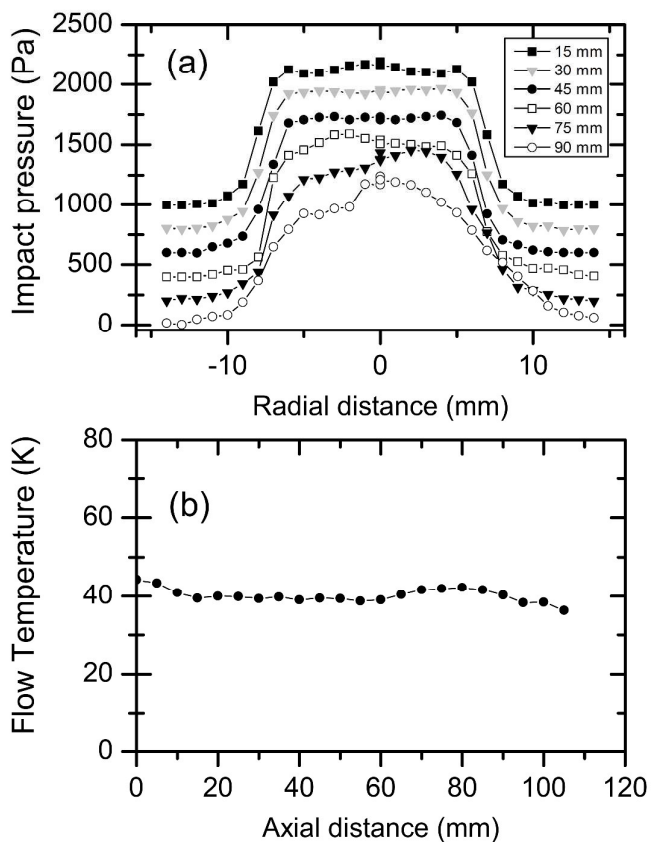 (a)
Impact pressure (Pa)
2500
2000
1500
1000
500
0
15 mm
30 mm
45 mm
60 mm
75 mm
90 mm
-10 0 10
Radial distance (mm)
(b)
Flow Temperature (K)
80
60
40
20
0
0 20 40 60 80 100 120
Axial distance (mm)